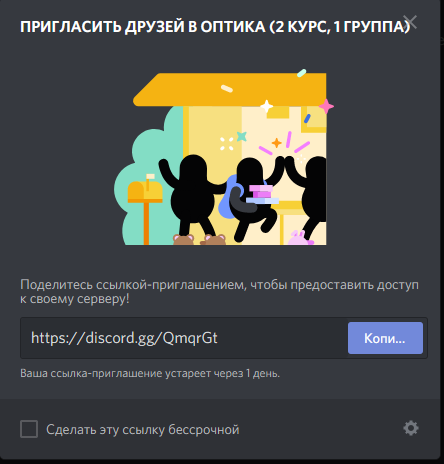 ПРИГЛАСИТЬ ДРУЗЕЙ В ОПТИКА (2 КУРС, 1 ГРУППА)
Поделитесь ссылкой-приглашением, чтобы предоставить доступ
к своему серверу!
https://discord.gg/QmqrGt
Копи...
Ваша ссылка-приглашение устареет через 1 день.
Сделать эту ссылку бессрочной